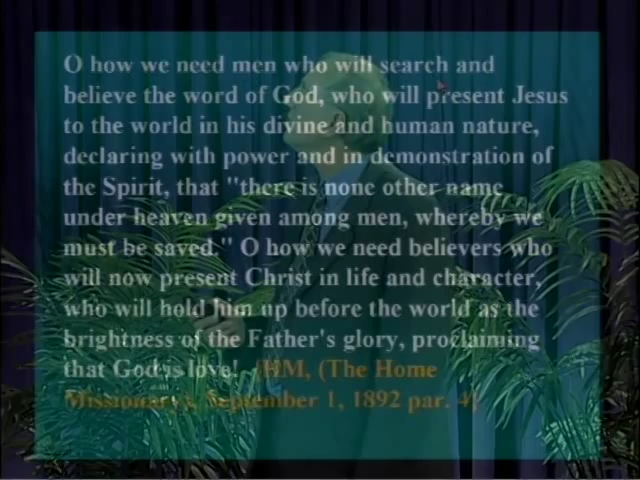 O how we need men who will search and
believe the word of God, who will present Jesus
to the world in his divine and human nature,
declaring with power and in demonstration of
the Spirit, that "there is none other name
under heaven given among men, whereby we
must be saved." O how we need believers who
will now present Christ in life and character,
who will hold him up before the world as the
brightness of the Father's glory, proclaiming
that God is love! {HM, (The Home
Missionary), September 1, 1892 par. 4}